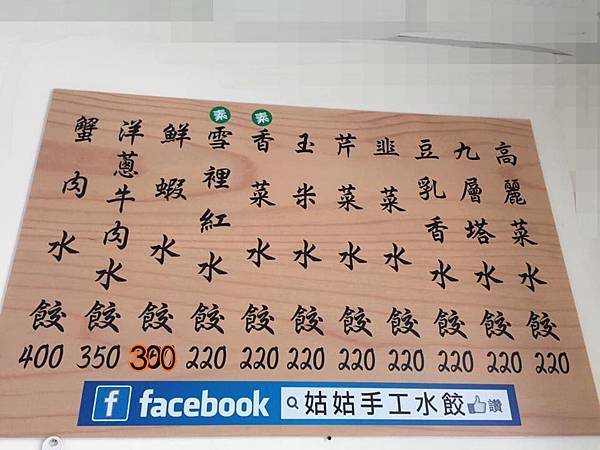 高麗菜水餃 220
九層塔水餃 220
豆乳香水餃 220
韭菜水餃 220
芹菜水餃 220
玉米水餃 220
素 香菜水餃 220
素 雪裡紅水餃 220
鮮蝦水餃 300
洋蔥牛肉水餃 350
蟹肉水餃 400
f facebook 姑姑手工水餃 讚